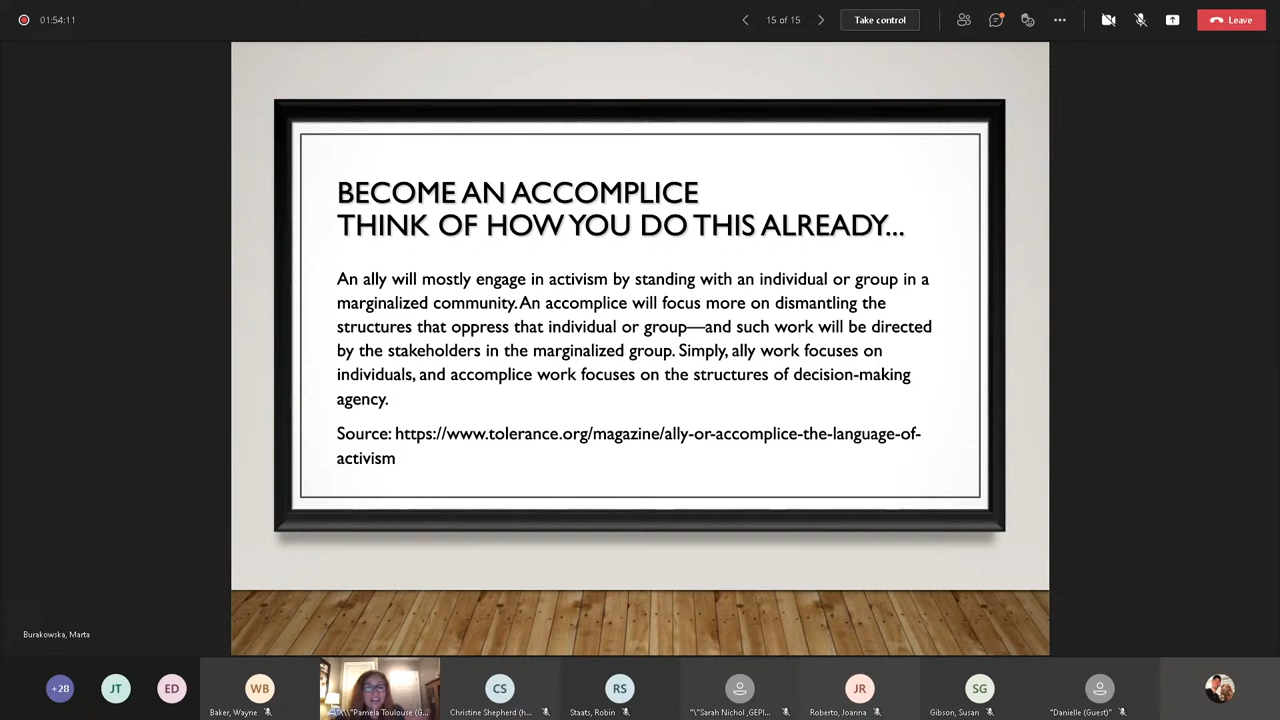 01:54:11
15 of 15
Take control
Leave
BECOME AN ACCOMPLICE
THINK OF HOW YOU DO THIS ALREADY...
An ally will mostly engage in activism by standing with an individual or group in a
marginalized community. An accomplice will focus more on dismantling the
structures that oppress that individual or group—and such work will be directed
by the stakeholders in the marginalized group. Simply, ally work focuses on
individuals, and accomplice work focuses on the structures of decision-making
agency.
Source: https://www.tolerance.org/magazine/ally-or-accomplice-the-language-of-
activism
Burakowska, Marta
+28
JT
ED
WB
CS
RS
JR
SG
Baker, Wayne
"Pamela Toulouse (G...
Christine Shepherd (h...
Staats, Robin
"\"Sarah Nichol ,GEPI...
Roberto, Joanna
Gibson, Susan
"Danielle (Guest)"